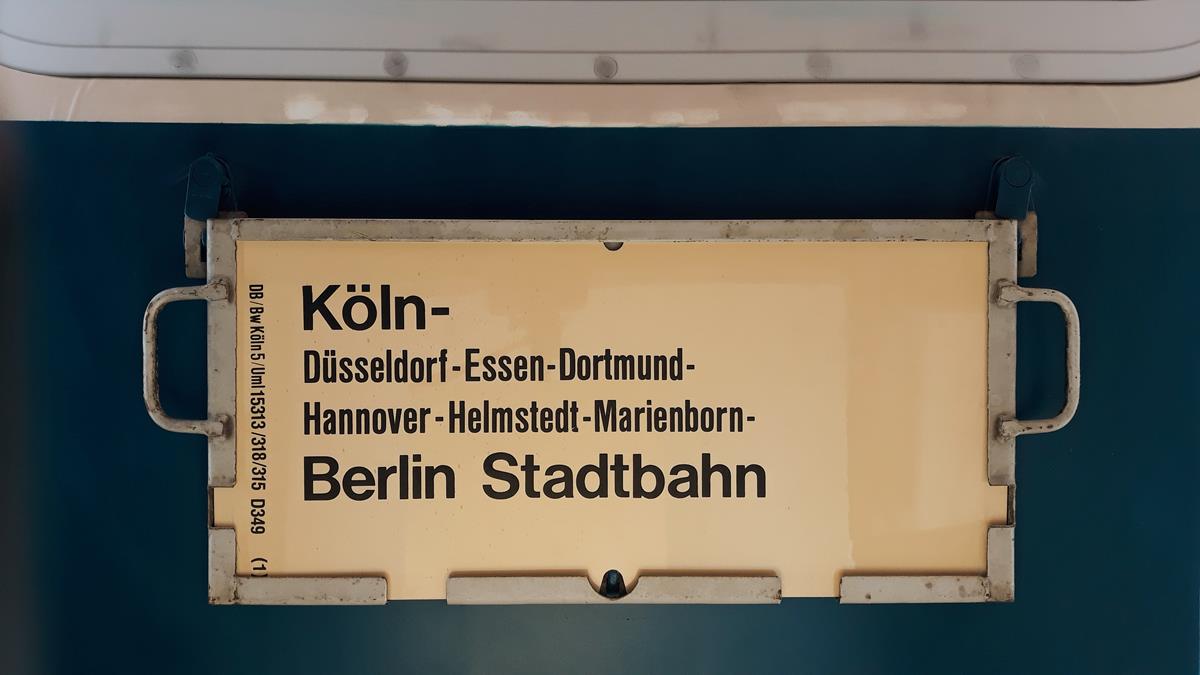 Köln-
Düsseldorf-Essen-Dortmund-
Hannover-Helmstedt-Marienborn-
Berlin Stadtbahn
DB/Bw Köln 5/Uml 15313/318/315 D349 (1)